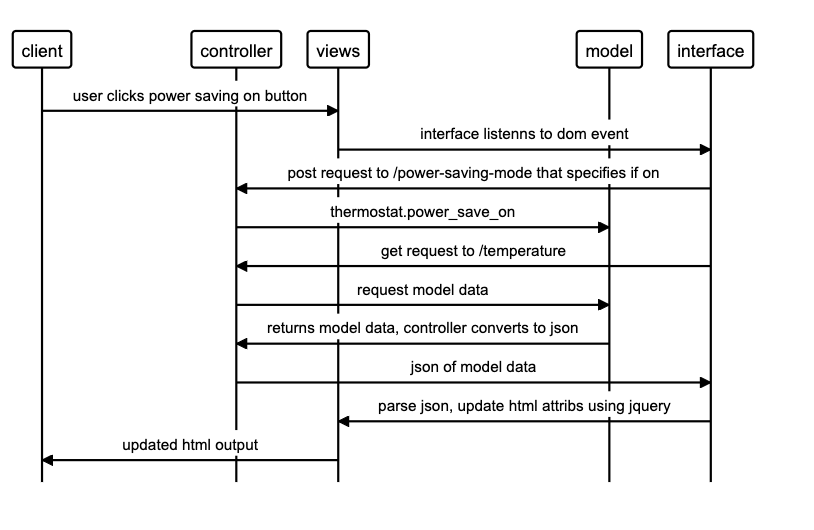 client
controller
views
model
interface
user clicks power saving on button
interface listenns to dom event
post request to /power-saving-mode that specifies if on
thermostat.power_save_on
get request to /temperature
request model data
returns model data, controller converts to json
json of model data
parse json, update html attribs using jquery
updated html output